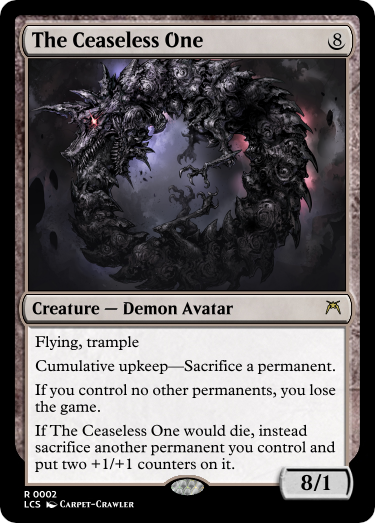 The Ceaseless One 8
Creature — Demon Avatar
Flying, trample
Cumulative upkeep—Sacrifice a permanent.
If you control no other permanents, you lose
the game.
If The Ceaseless One would die, instead
sacrifice another permanent you control and
put two +1/+1 counters on it.
8/1
R 0002
LCS Carpet-Crawler